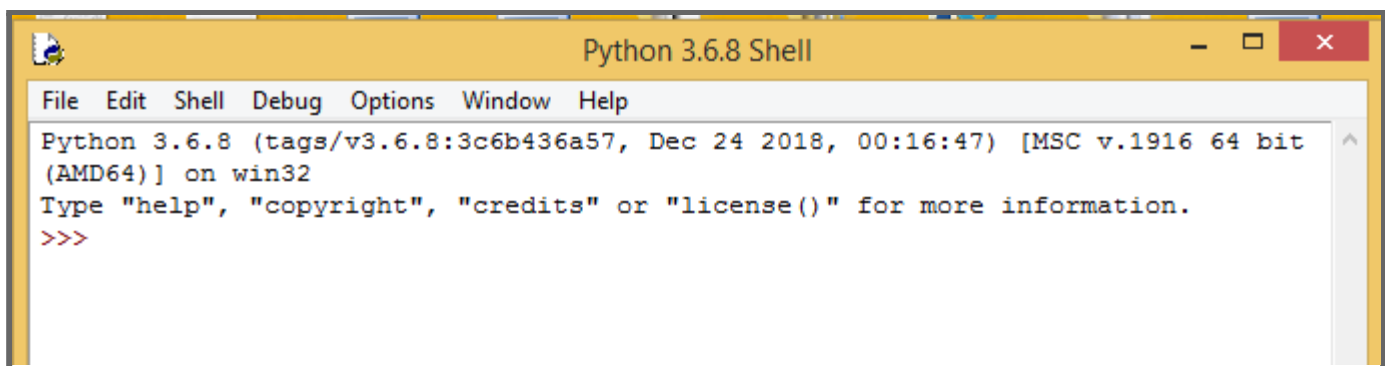 Python 3.6.8 Shell
File Edit Shell Debug Options Window Help
Python 3.6.8 (tags/v3.6.8:3c6b436a57, Dec 24 2018, 00:16:47) [MSC v.1916 64 bit
(AMD64)] on win32
Type "help", "copyright", "credits" or "license()" for more information.
>>>